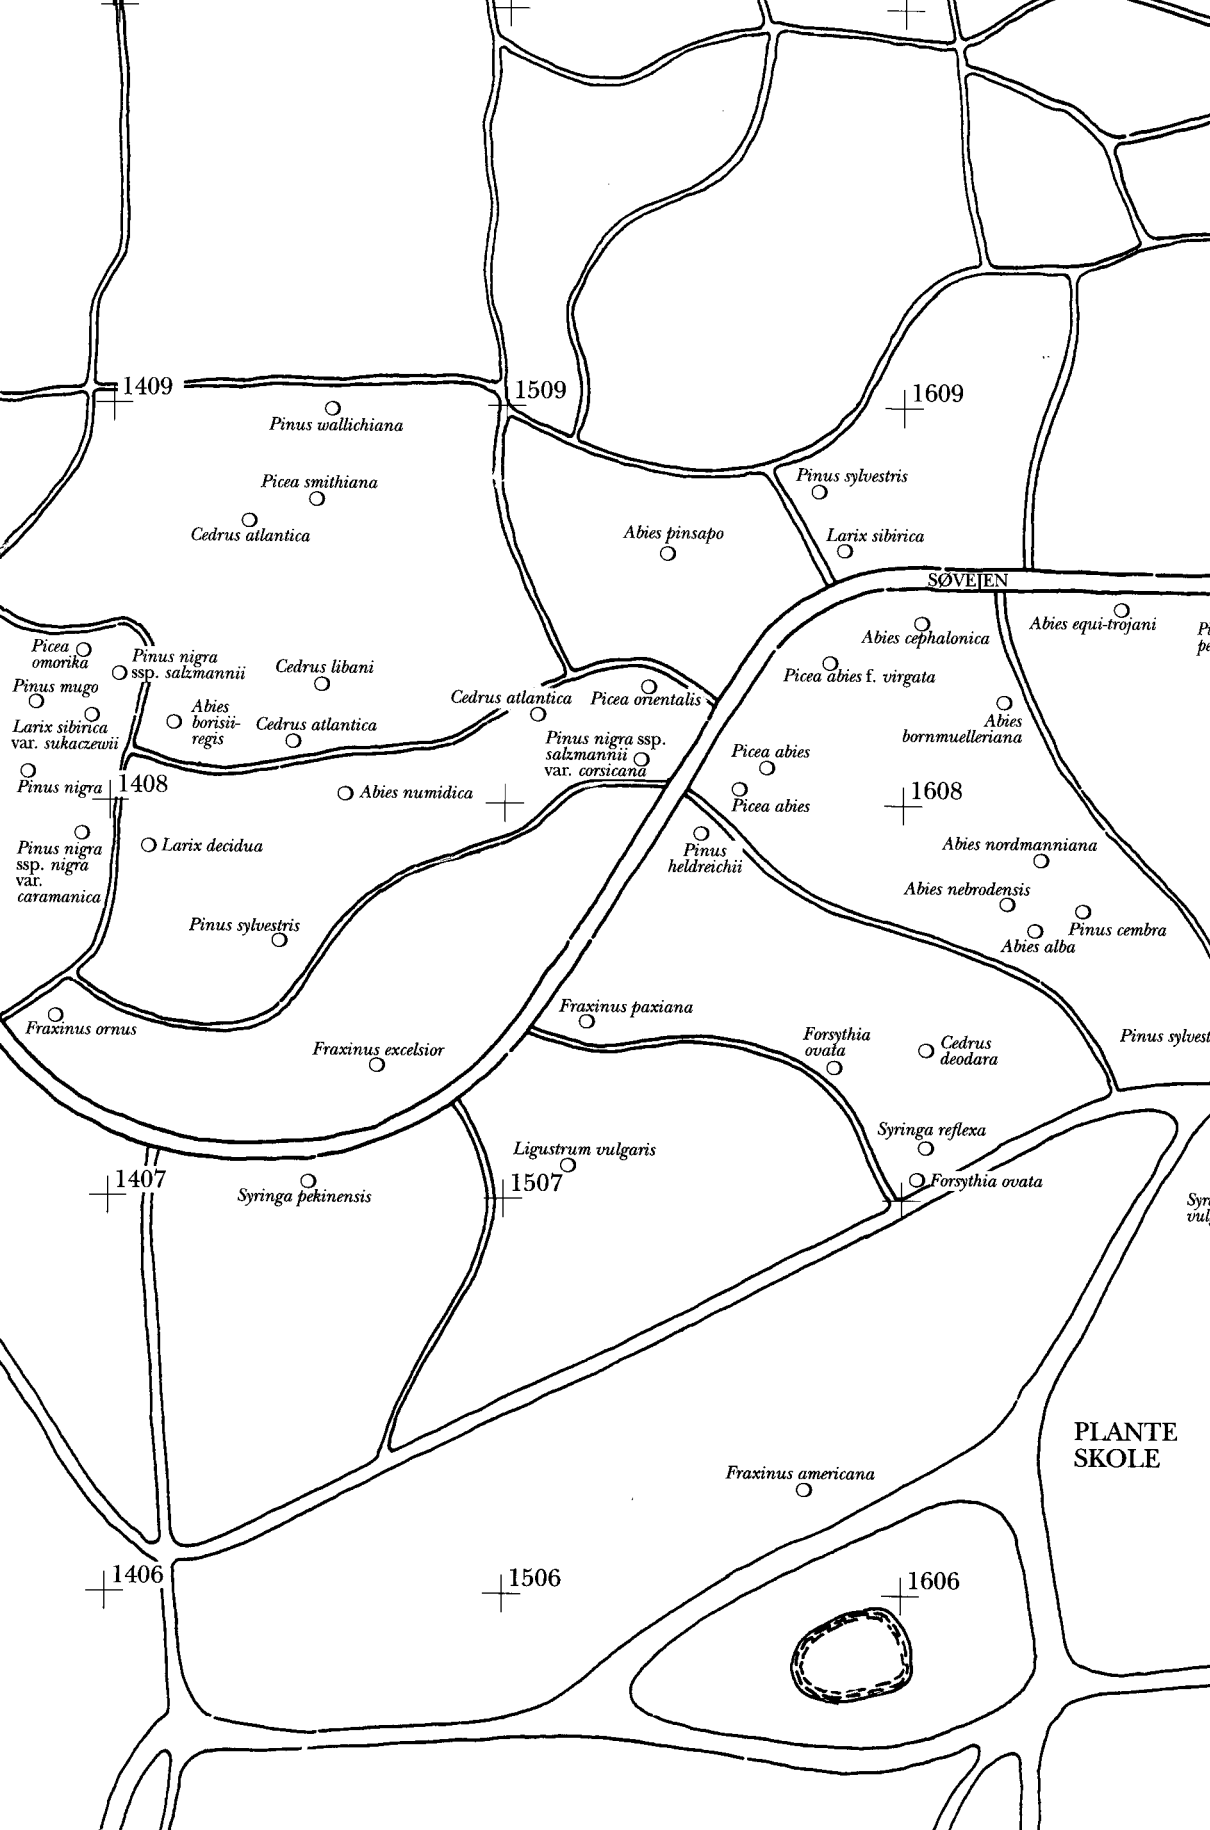 1409
1509
1609
Pinus wallichiana
Picea smithiana
Cedrus atlantica
Pinus sylvestris
Abies pinsapo
Larix sibirica
SØVEJEN
Abies cephalonica
Abies equi-trojani
Picea abies f. virgata
Abies
bornmuelleriana
Picea
omorika
Pinus nigra
ssp. salzmannii
Cedrus libani
Pinus mugo
Abies
borisii-
regis
Cedrus atlantica
Larix sibirica
var. sukaczewii
Cedrus atlantica
Picea orientalis
Pinus nigra ssp.
salzmannii
var. corsicana
Picea abies
Picea abies
Pinus nigra
1408
Abies numidica
1608
Pinus nigra
ssp. nigra
var.
caramanica
Larix decidua
Pinus
heldreichii
Abies nordmanniana
Abies nebrodensis
Pinus cembra
Abies alba
Pinus sylvestris
Fraxinus ornus
Fraxinus excelsior
Fraxinus paxiana
Forsythia
ovata
Cedrus
deodara
Pinus sylvest
Syringa reflexa
Ligustrum vulgaris
Forsythia ovata
1407
Syringa pekinensis
1507
Syr
vul
PLANTE
SKOLE
Fraxinus americana
1406
1506
1606